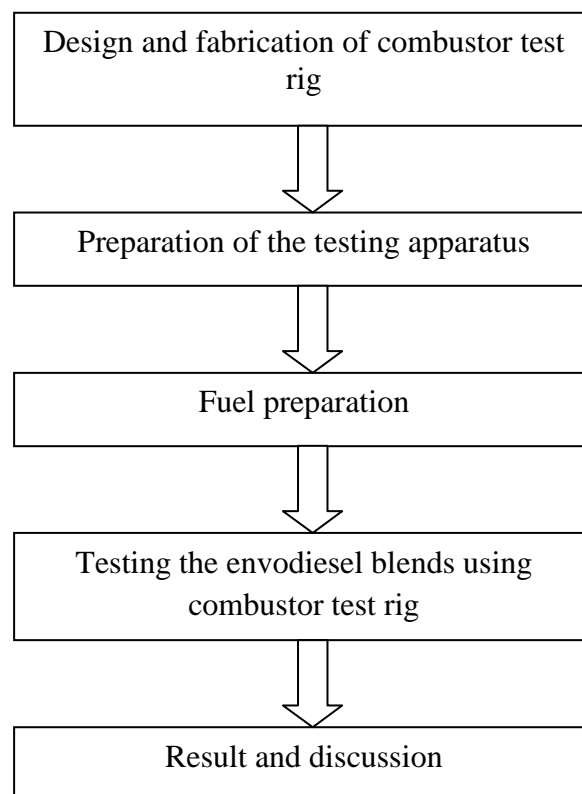 Design and fabrication of combustor test
rig
Preparation of the testing apparatus
Fuel preparation
Testing the envodiesel blends using
combustor test rig
Result and discussion